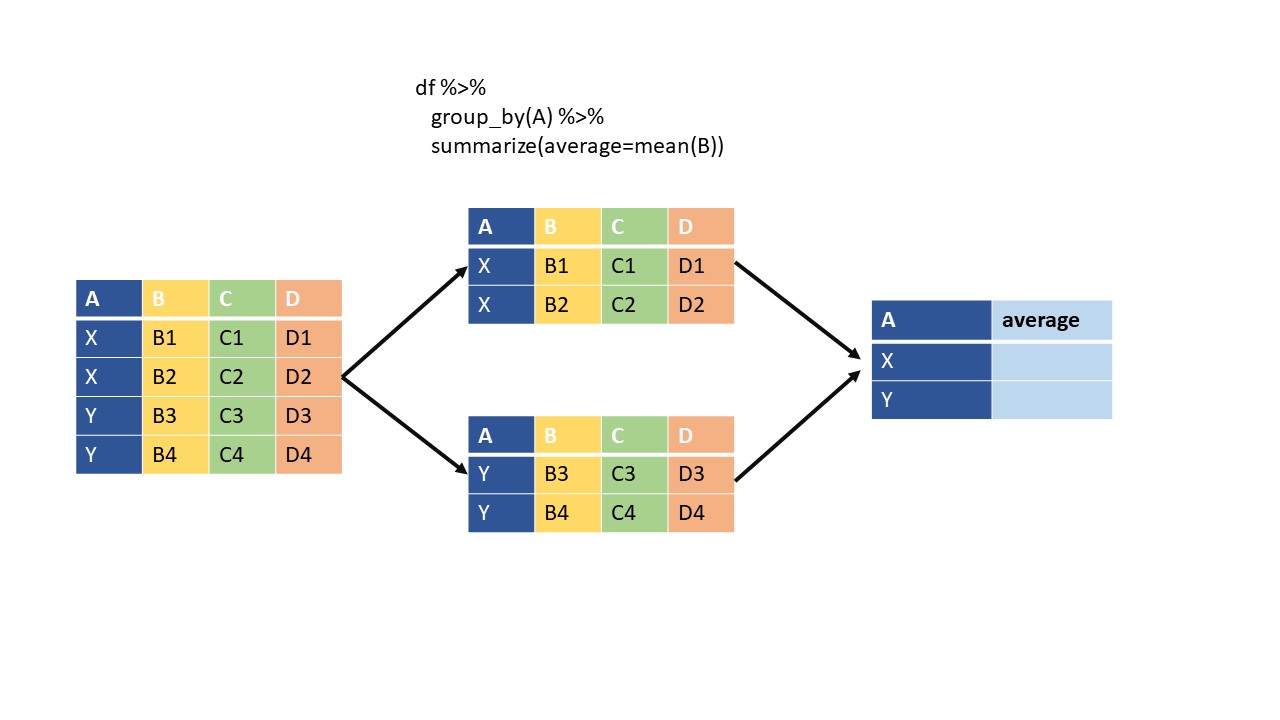 df %>%
group_by(A) %>%
summarize(average=mean(B))
A B C D
X B1 C1 D1
X B2 C2 D2
Y B3 C3 D3
Y B4 C4 D4
A B C D
X B1 C1 D1
X B2 C2 D2
A B C D
Y B3 C3 D3
Y B4 C4 D4
A average
X
Y